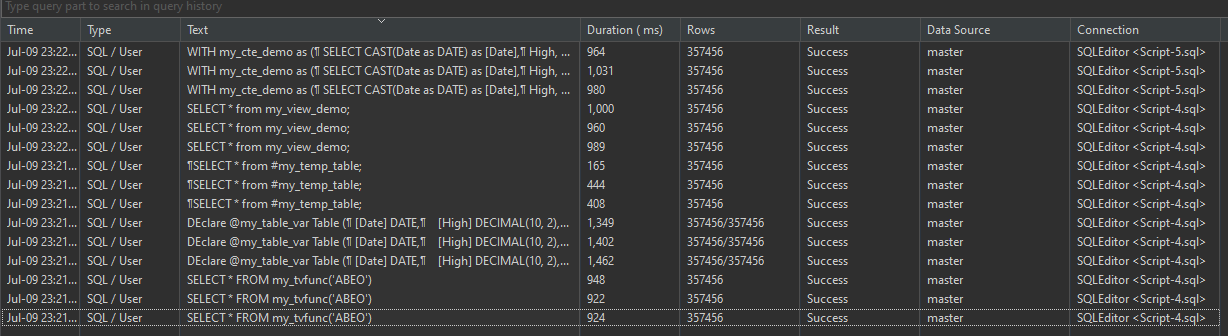 Type query part to search in query history
Time Type Text Duration ( ms) Rows Result Data Source Connection
Jul-09 23:22... SQL / User WITH my_cte_demo as (¶ SELECT CAST(Date as DATE) as [Date],¶ High, ... 964 357456 Success master SQLEditor <Script-5.sql>
Jul-09 23:22... SQL / User WITH my_cte_demo as (¶ SELECT CAST(Date as DATE) as [Date],¶ High, ... 1,031 357456 Success master SQLEditor <Script-5.sql>
Jul-09 23:22... SQL / User WITH my_cte_demo as (¶ SELECT CAST(Date as DATE) as [Date],¶ High, ... 980 357456 Success master SQLEditor <Script-5.sql>
Jul-09 23:22... SQL / User SELECT * from my_view_demo; 1,000 357456 Success master SQLEditor <Script-4.sql>
Jul-09 23:22... SQL / User SELECT * from my_view_demo; 960 357456 Success master SQLEditor <Script-4.sql>
Jul-09 23:22... SQL / User SELECT * from my_view_demo; 989 357456 Success master SQLEditor <Script-4.sql>
Jul-09 23:21... SQL / User ¶SELECT * from #my_temp_table; 165 357456 Success master SQLEditor <Script-4.sql>
Jul-09 23:21... SQL / User ¶SELECT * from #my_temp_table; 444 357456 Success master SQLEditor <Script-4.sql>
Jul-09 23:21... SQL / User ¶SELECT * from #my_temp_table; 408 357456 Success master SQLEditor <Script-4.sql>
Jul-09 23:21... SQL / User DEclare @my_table_var Table (¶ [Date] DATE,¶ [High] DECIMAL(10, 2),... 1,349 357456/357456 Success master SQLEditor <Script-4.sql>
Jul-09 23:21... SQL / User DEclare @my_table_var Table (¶ [Date] DATE,¶ [High] DECIMAL(10, 2),... 1,402 357456/357456 Success master SQLEditor <Script-4.sql>
Jul-09 23:21... SQL / User DEclare @my_table_var Table (¶ [Date] DATE,¶ [High] DECIMAL(10, 2),... 1,462 357456/357456 Success master SQLEditor <Script-4.sql>
Jul-09 23:21... SQL / User SELECT * FROM my_tvfunc('ABEO') 948 357456 Success master SQLEditor <Script-4.sql>
Jul-09 23:21... SQL / User SELECT * FROM my_tvfunc('ABEO') 922 357456 Success master SQLEditor <Script-4.sql>
Jul-09 23:21... SQL / User SELECT * FROM my_tvfunc('ABEO') 924 357456 Success master SQLEditor <Script-4.sql>